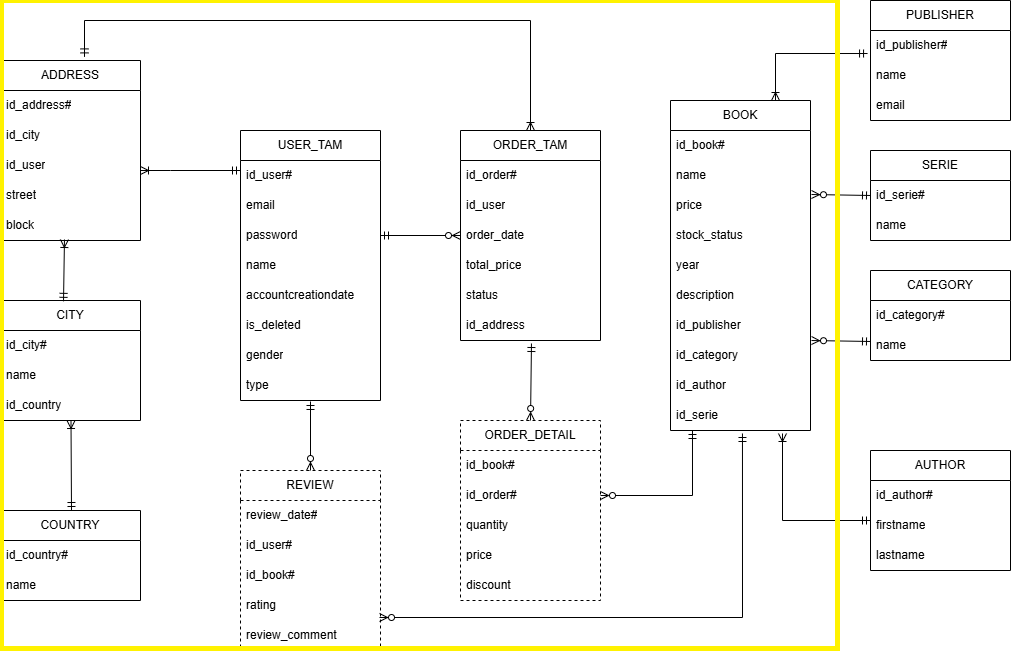 PUBLISHER
id_publisher#
name
email
ADDRESS
id_address#
id_city
id_user
street
block
USER_TAM
id_user#
email
password
name
accountcreationdate
is_deleted
gender
type
ORDER_TAM
id_order#
id_user
order_date
total_price
status
id_address
BOOK
id_book#
name
price
stock_status
year
description
id_publisher
id_category
id_author
id_serie
SERIE
id_serie#
name
CATEGORY
id_category#
name
CITY
id_city#
name
id_country
COUNTRY
id_country#
name
REVIEW
review_date#
id_user#
id_book#
rating
review_comment
ORDER_DETAIL
id_book#
id_order#
quantity
price
discount
AUTHOR
id_author#
firstname
lastname